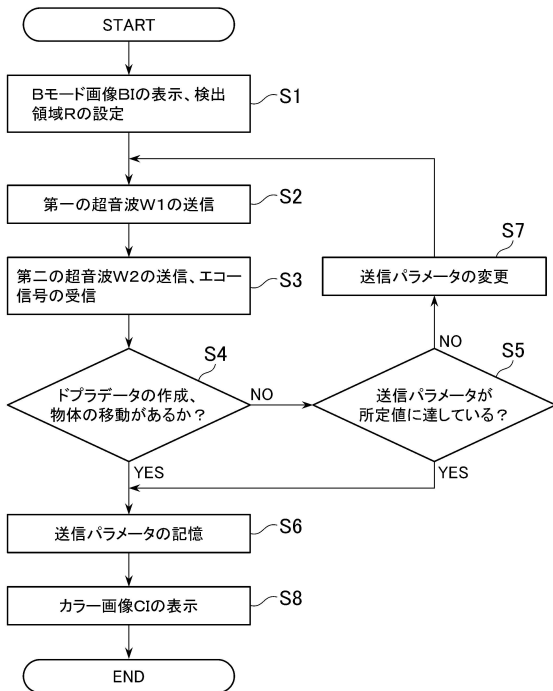 START
Bモード画像BIの表示、検出
領域Rの設定
S1
第一の超音波W1の送信
S2
第二の超音波W2の送信、エコー
信号の受信
S3
送信パラメータの変更
S7
ドプラデータの作成、
物体の移動があるか？
S4
NO
YES
送信パラメータが
所定値に達している？
S5
NO
YES
送信パラメータの記憶
S6
カラー画像CIの表示
S8
END